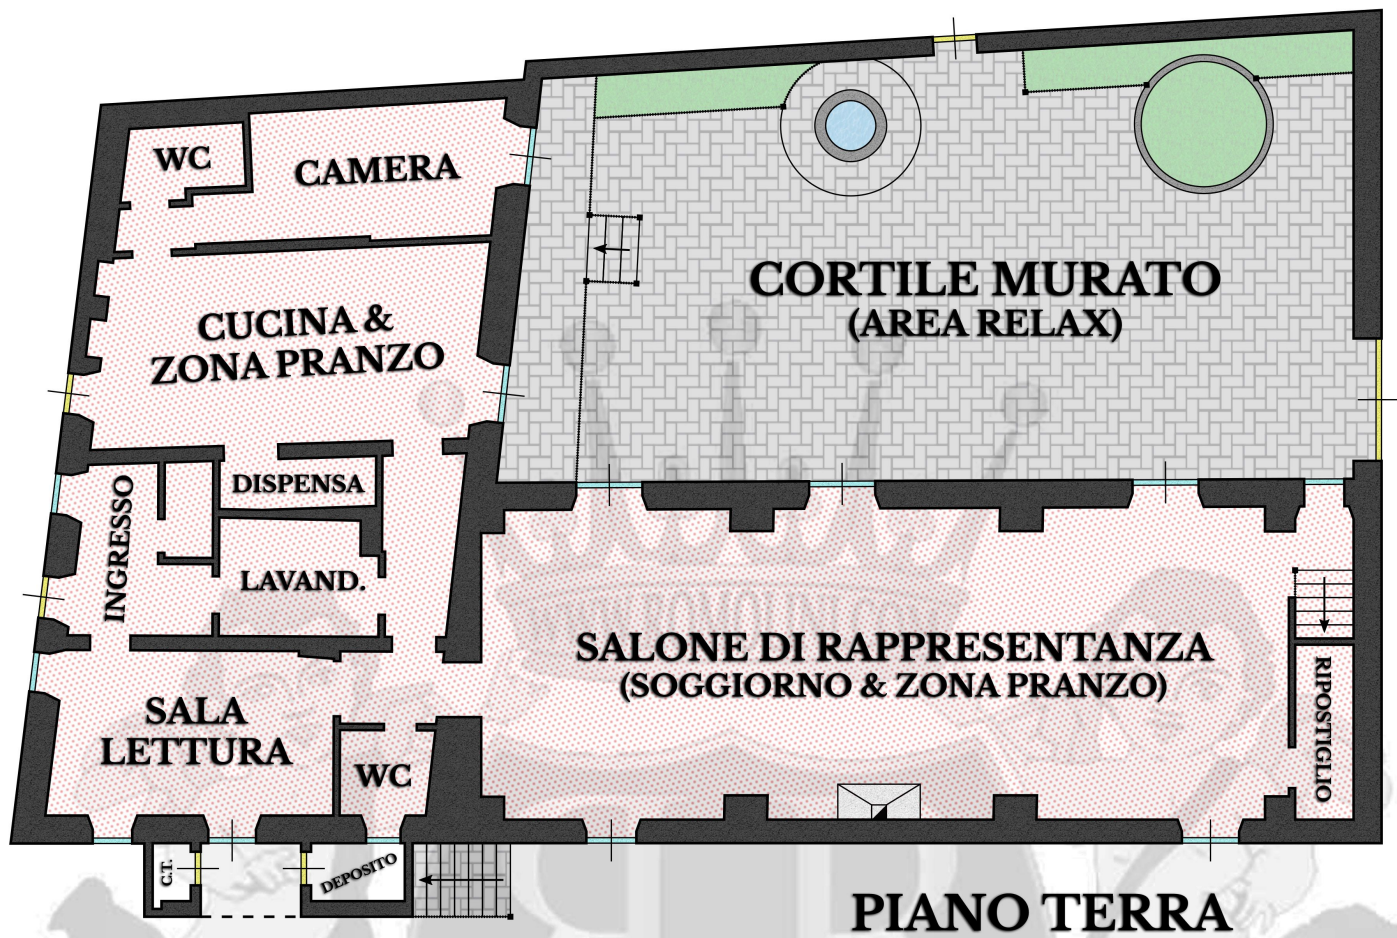 WC
CAMERA
CORTILE MURATO
(AREA RELAX)
CUCINA &
ZONA PRANZO
DISPENSA
INGRESSO
LAVAND.
SALONE DI RAPPRESENTANZA
(SOGGIORNO & ZONA PRANZO)
RIPOSTIGLIO
SALA
LETTURA
WC
C.T.
DEPOSITO
PIANO TERRA